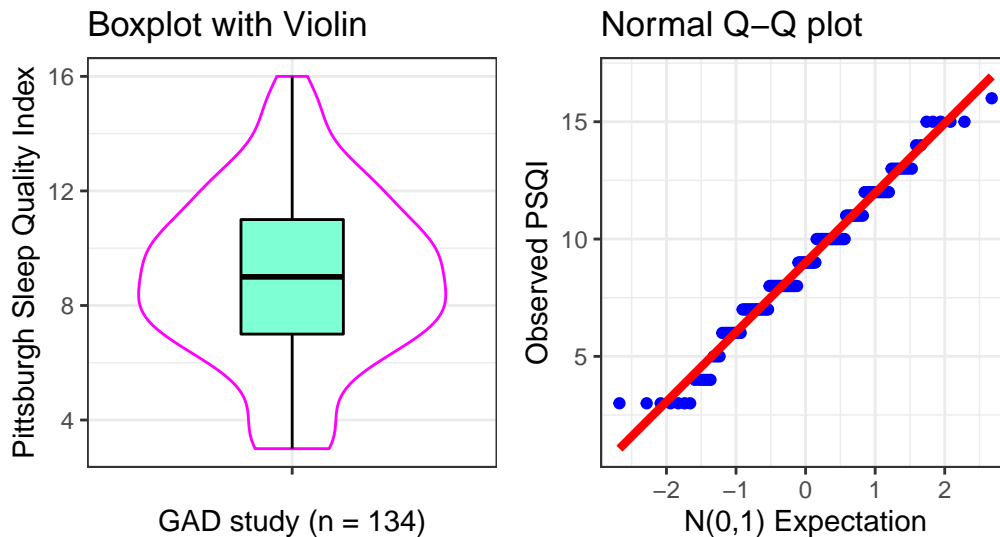 Boxplot with Violin
Pittsburgh Sleep Quality Index
16
12
8
4
GAD study (n = 134)
Normal Q−Q plot
Observed PSQI
15
10
5
−2 −1 0 1 2
N(0,1) Expectation